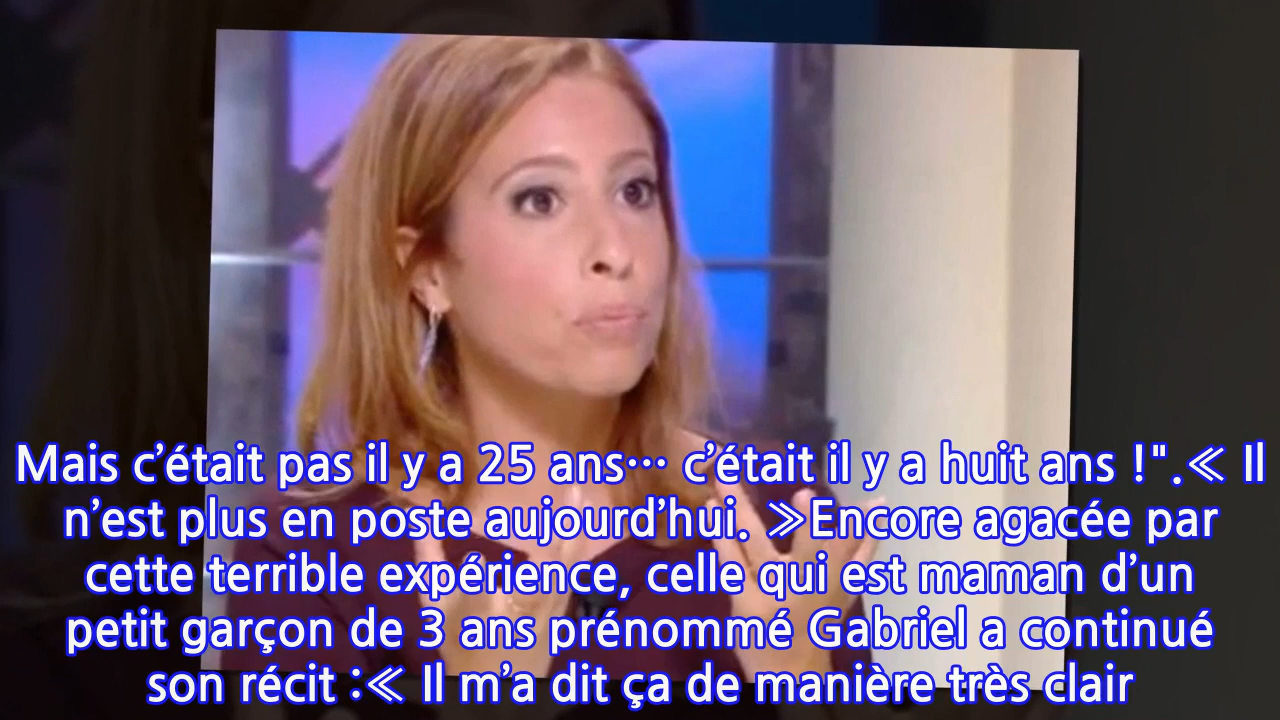 Mais c’était pas il y a 25 ans··· c’était il y a huit ans !".≪ Il
n’est plus en poste aujourd’hui. ≫Encore agacée par
cette terrible expérience, celle qui est maman d’un
petit garçon de 3 ans prénommé Gabriel a continué
son récit :≪ Il m’a dit ça de manière très clair